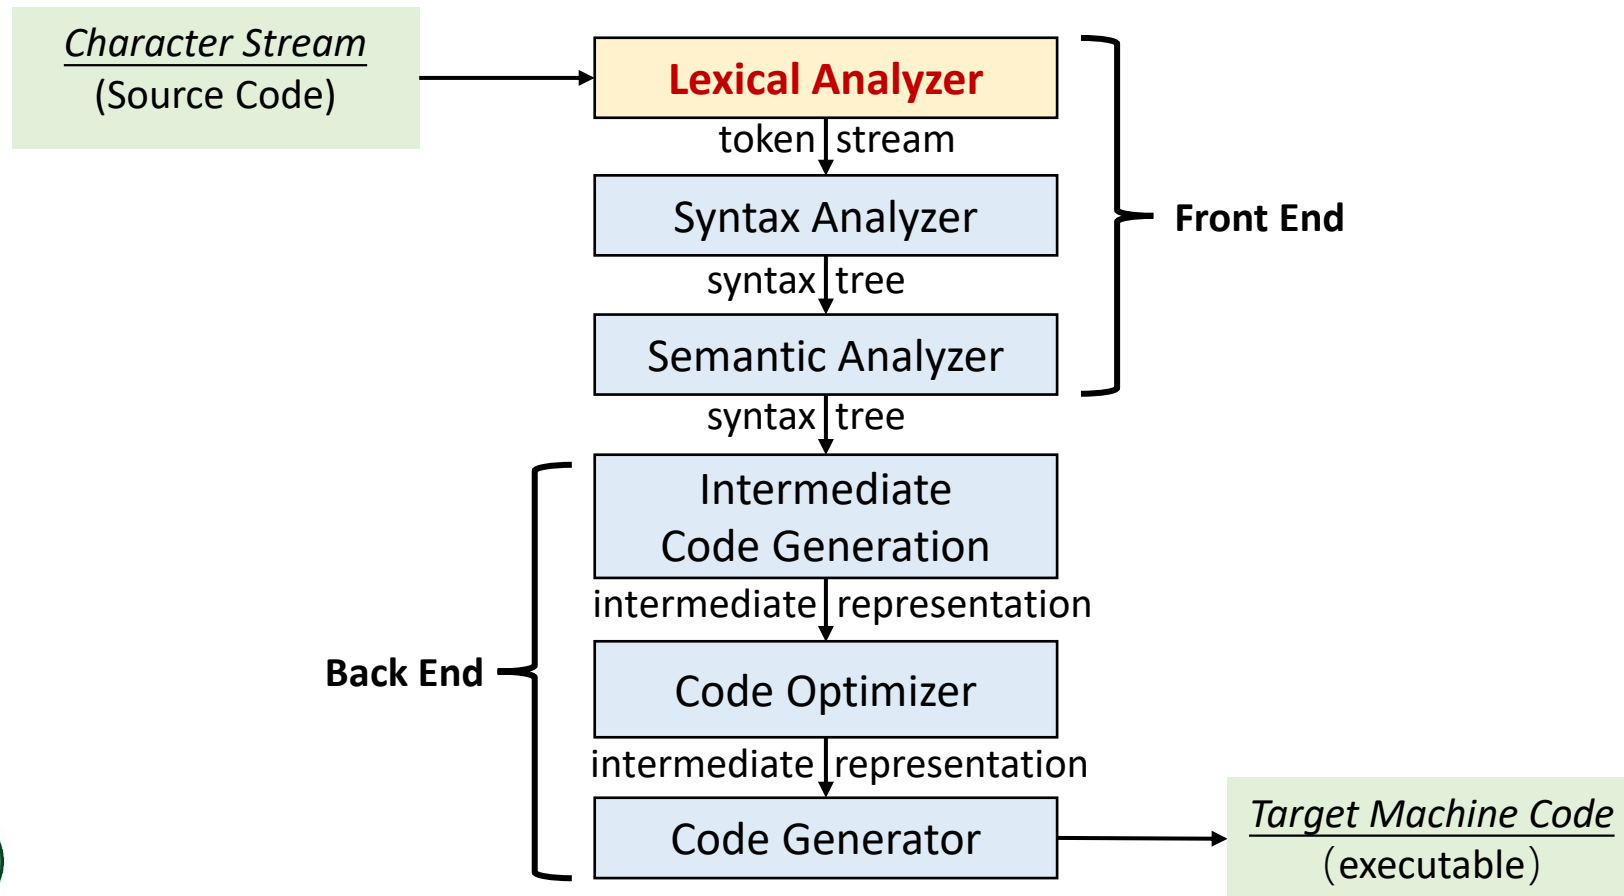 Character Stream
(Source Code)
Lexical Analyzer
token stream
Syntax Analyzer
syntax tree
Front End
Semantic Analyzer
syntax tree
Intermediate
Code Generation
intermediate representation
Back End
Code Optimizer
intermediate representation
Code Generator
Target Machine Code
（executable）